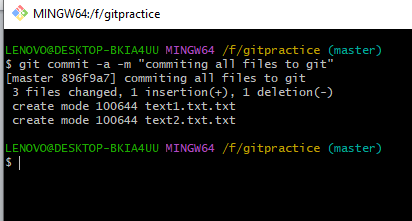 MINGW64:/f/gitpractice
LENOVO@DESKTOP-BKIA4UU MINGW64 /f/gitpractice (master)
$ git commit -a -m "commiting all files to git"
[master 896f9a7] commiting all files to git
 3 files changed, 1 insertion(+), 1 deletion(-)
 create mode 100644 text1.txt.txt
 create mode 100644 text2.txt.txt
LENOVO@DESKTOP-BKIA4UU MINGW64 /f/gitpractice (master)
$